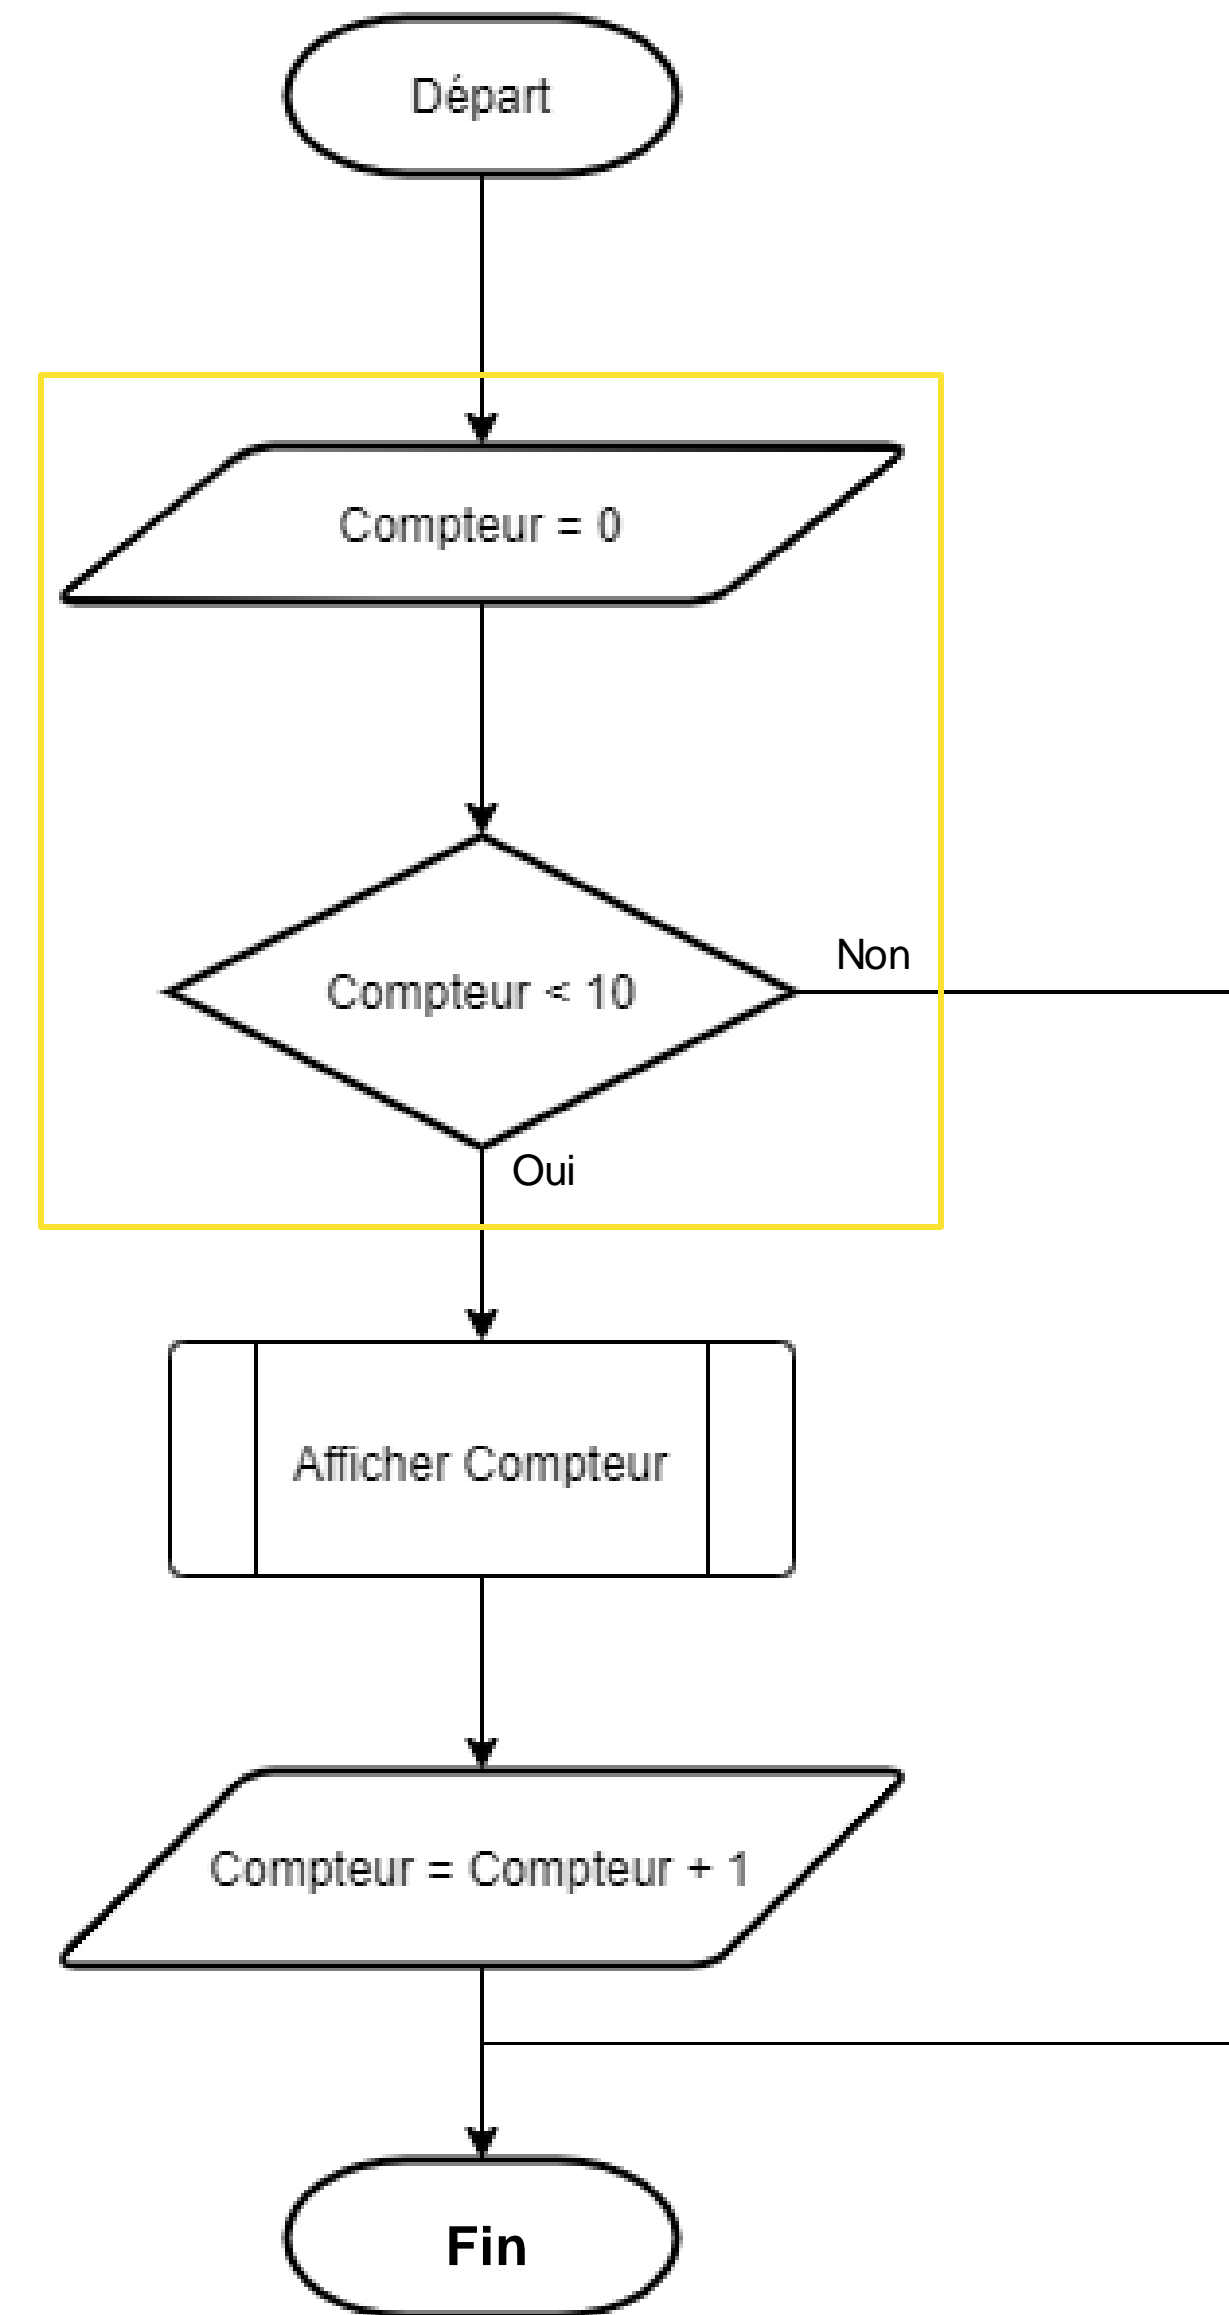 Départ
Compteur = 0
Compteur < 10
Non
Oui
Afficher Compteur
Compteur = Compteur + 1
Fin